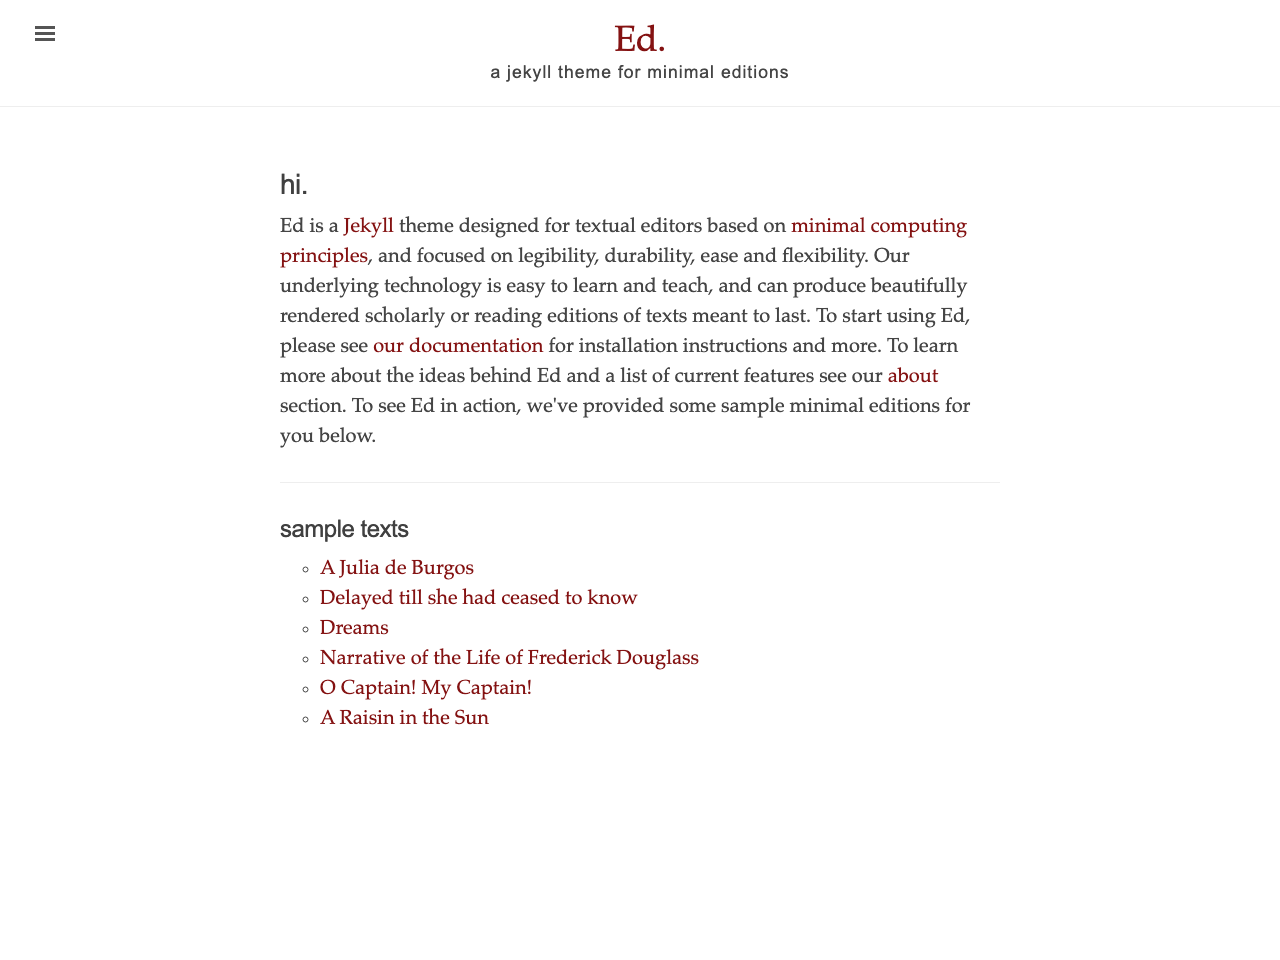 Ed.
a jekyll theme for minimal editions
hi.
Ed is a Jekyll theme designed for textual editors based on minimal computing
principles, and focused on legibility, durability, ease and flexibility. Our
underlying technology is easy to learn and teach, and can produce beautifully
rendered scholarly or reading editions of texts meant to last. To start using Ed,
please see our documentation for installation instructions and more. To learn
more about the ideas behind Ed and a list of current features see our about
section. To see Ed in action, we've provided some sample minimal editions for
you below.
sample texts
A Julia de Burgos
Delayed till she had ceased to know
Dreams
Narrative of the Life of Frederick Douglass
O Captain! My Captain!
A Raisin in the Sun